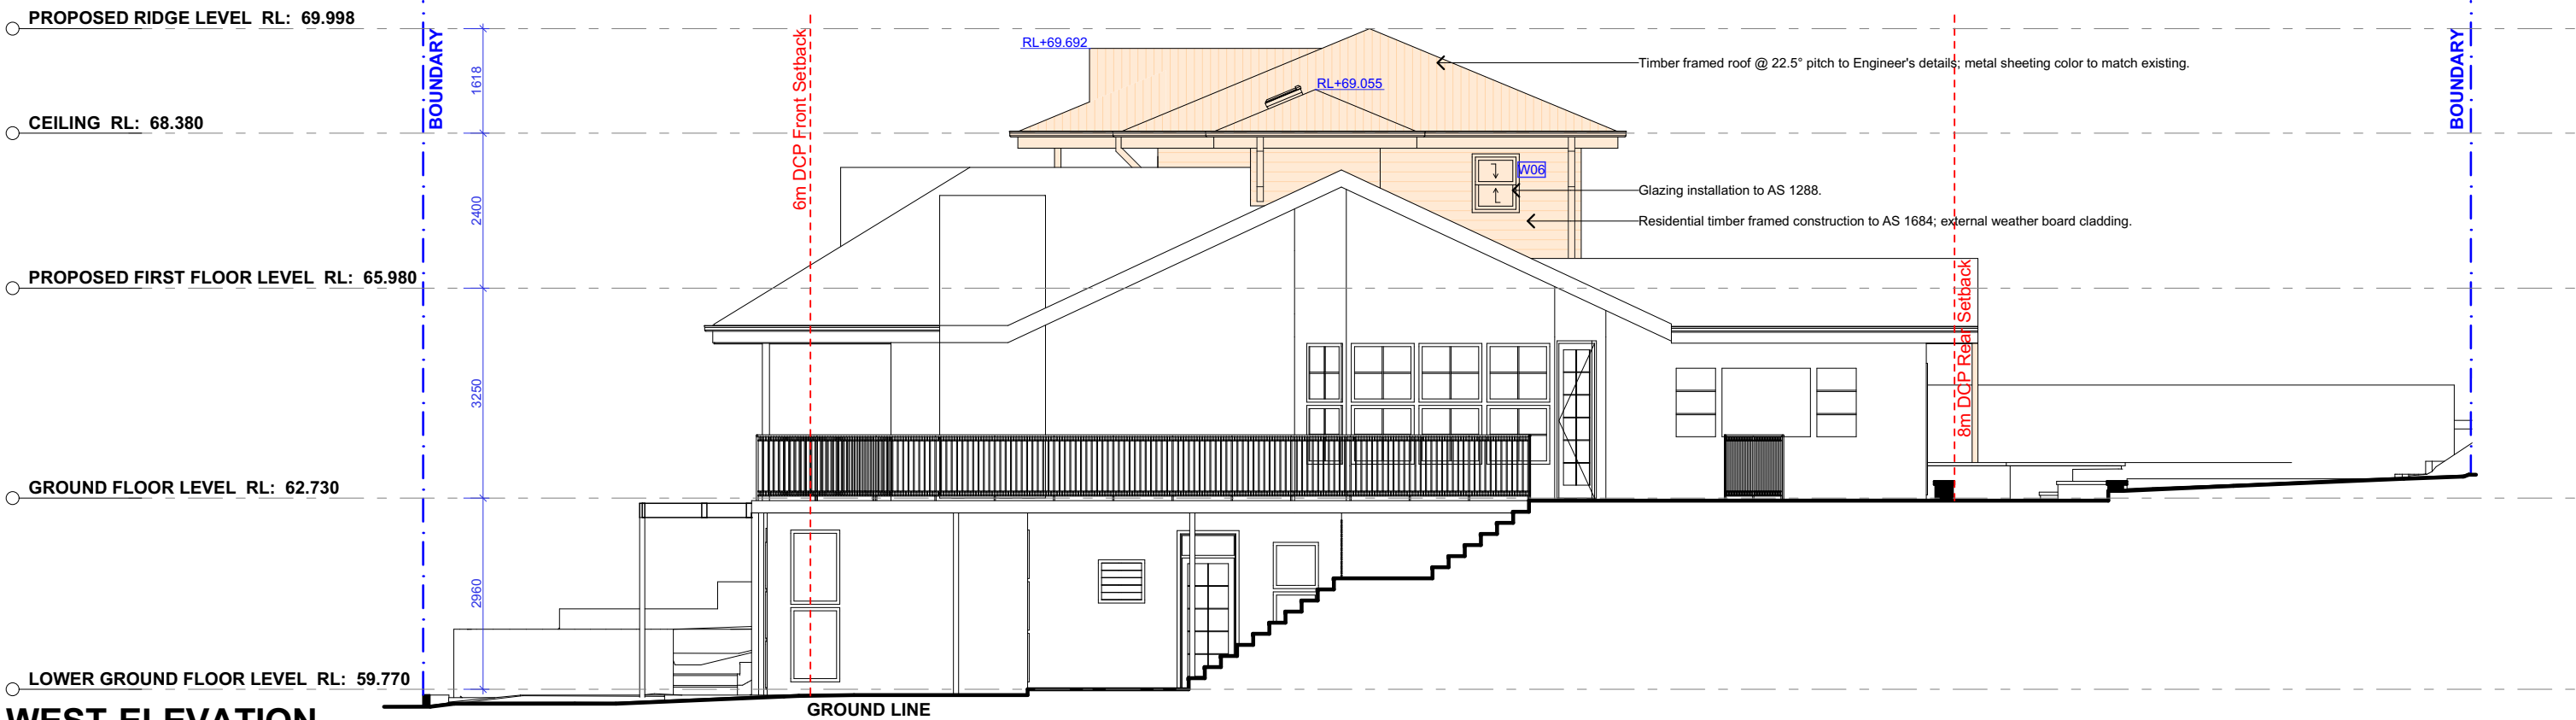 PROPOSED RIDGE LEVEL RL: 69.998
CEILING RL: 68.380
PROPOSED FIRST FLOOR LEVEL RL: 65.980
GROUND FLOOR LEVEL RL: 62.730
LOWER GROUND FLOOR LEVEL RL: 59.770
BOUNDARY
1618
2400
3250
2960
6m DCP Front Setback
RL+69.692
RL+69.055
W06
Timber framed roof @ 22.5° pitch to Engineer's details; metal sheeting color to match existing.
Glazing installation to AS 1288.
Residential timber framed construction to AS 1684; external weather board cladding.
8m DCP Rear Setback
BOUNDARY
GROUND LINE
WEST ELEVATION